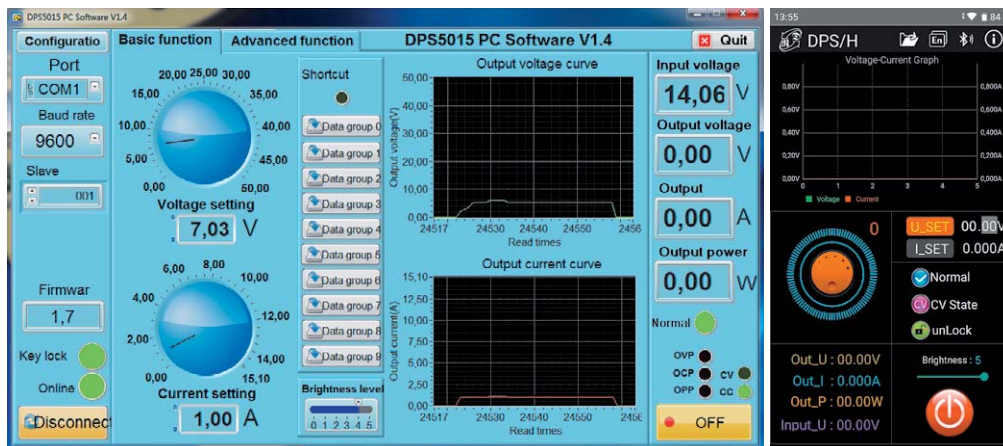 DPS5015 PC Software V1.4
Configuratio
Basic function
Advanced function
DPS5015 PC Software V1.4
Quit
Port
COM1
Baud rate
9600
Slave
001
Firmwar
1,7
Key lock
Online
Disconnect
20,00 25,00 30,00
15,00 35,00
10,00 40,00
5,00 45,00
0,00 50,00
Voltage setting
7,03 V
6,00 8,00
4,00 10,00
2,00 12,00
0,00 14,00
15,10
Current setting
1,00 A
Shortcut
Data group 0
Data group 1
Data group 2
Data group 3
Data group 4
Data group 5
Data group 6
Data group 7
Data group 8
Data group 9
Brightness level
0 1 2 3 4 5
Output voltage curve
Output voltage(V)
50,00
40,00
30,00
20,00
10,00
0,00
24517 24530 24540 24550 2456
Read times
Output current curve
Output current(A)
15,10
12,50
10,00
7,50
5,00
2,50
0,00
24517 24530 24540 24550 2456
Read times
Input voltage
14,06 V
Output voltage
0,00 V
Output
0,00 A
Output power
0,00 W
Normal
OVP
OCP CV
OPP CC
OFF
13:55 84
DPS/H En
Voltage-Current Graph
0,80V 0,800A
0,60V 0,600A
0,40V 0,400A
0,20V 0,200A
0,000A
0 1 2 3 4 5
Voltage Current
0
U_SET 00.00V
I_SET 0.000A
Normal
CV CV State
unLock
Out_U : 00.00V
Out_I : 0.000A
Out_P : 00.00W
Input_U : 00.00V
Brightness : 5